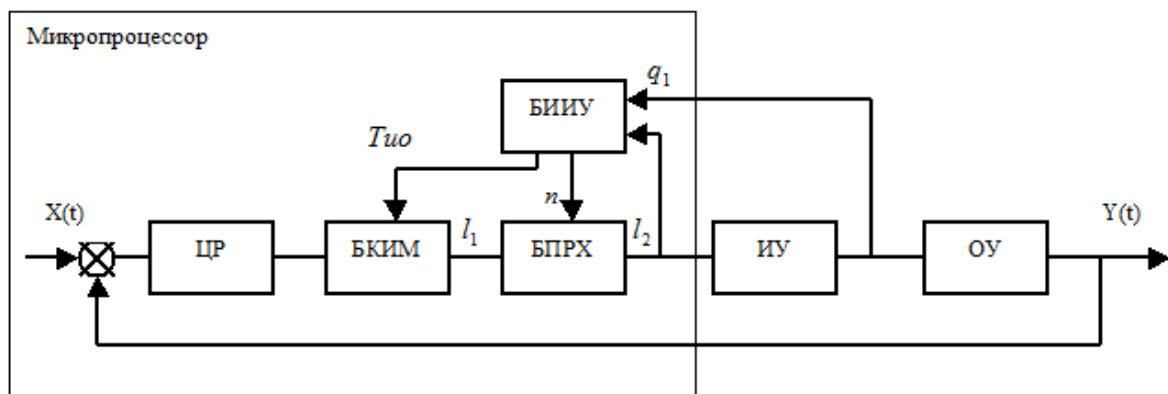 Микропроцессор
q₁
БИИУ
Tио
X(t)
n
Y(t)
l₁
l₂
ЦР
БКИМ
БПРХ
ИУ
ОУ